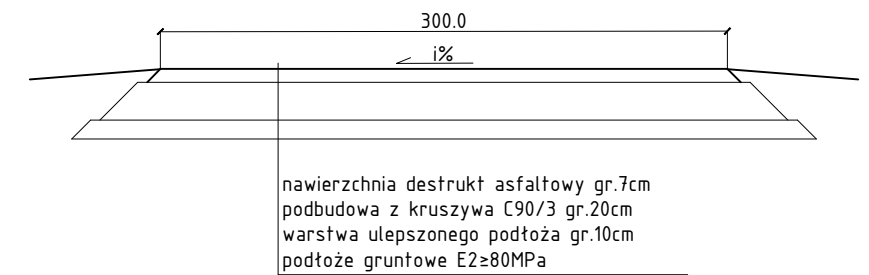 300.0
i%
nawierzchnia destrukt asfaltowy gr.7cm
podbudowa z kruszywa C90/3 gr.20cm
warstwa ulepszonego podłoża gr.10cm
podłoże gruntowe E2≥80MPa